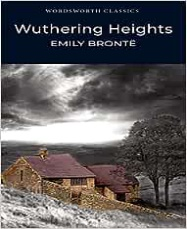 WORDSWORTH CLASSICS
Wuthering Heights
EMILY BRONTË